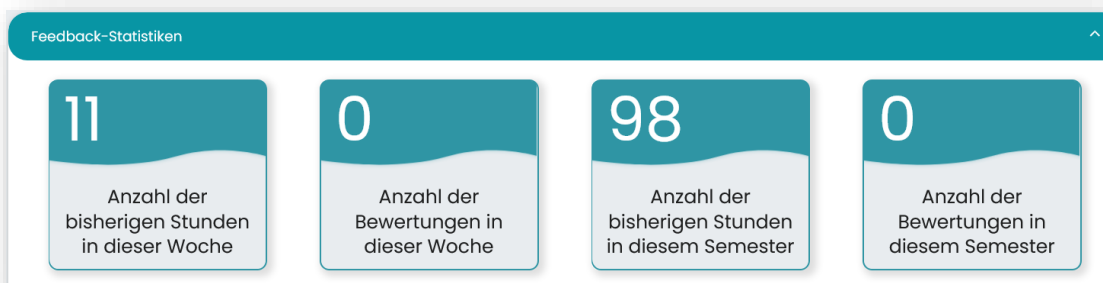 Feedback-Statistiken
11
Anzahl der
bisherigen Stunden
in dieser Woche
0
Anzahl der
Bewertungen in
dieser Woche
98
Anzahl der
bisherigen Stunden
in diesem Semester
0
Anzahl der
Bewertungen in
diesem Semester